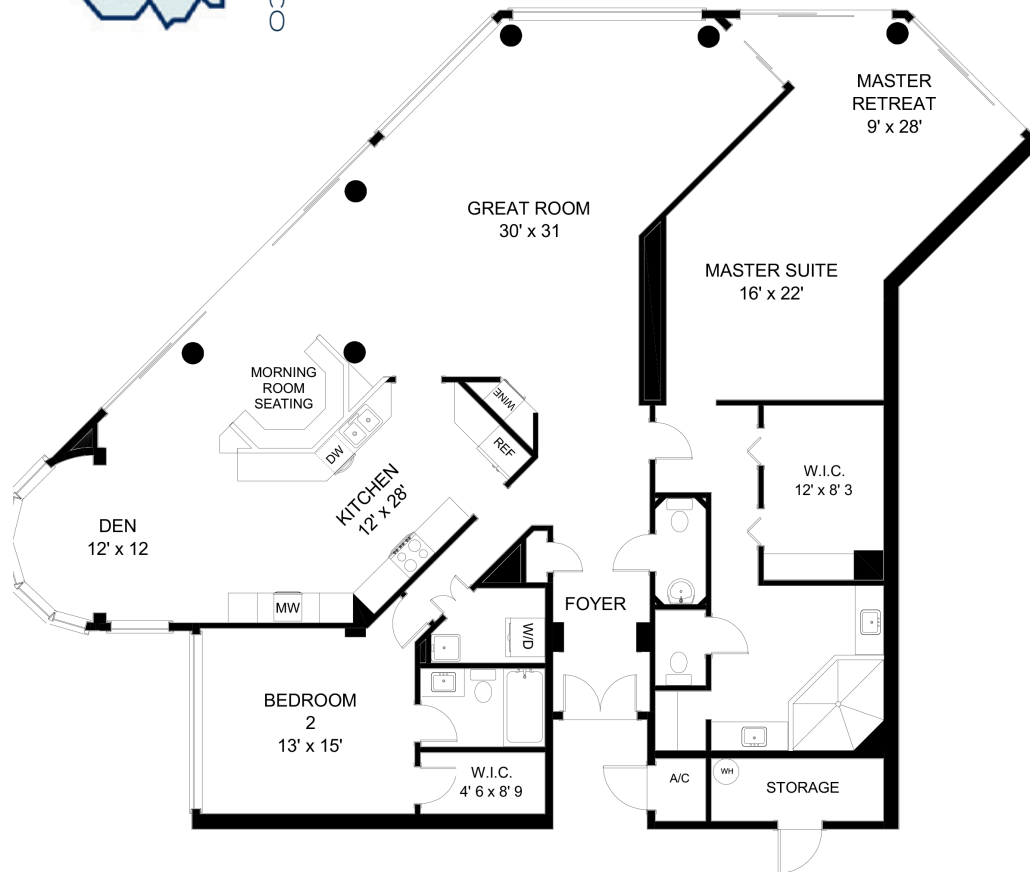 CO
MASTER
RETREAT
9' x 28'
GREAT ROOM
30' x 31
MASTER SUITE
16' x 22'
MORNING
ROOM
SEATING
WINE
REF
DW
KITCHEN
12' x 28'
W.I.C.
12' x 8' 3
DEN
12' x 12
MW
FOYER
W/D
BEDROOM
2
13' x 15'
W.I.C.
4' 6 x 8' 9
A/C
WH
STORAGE